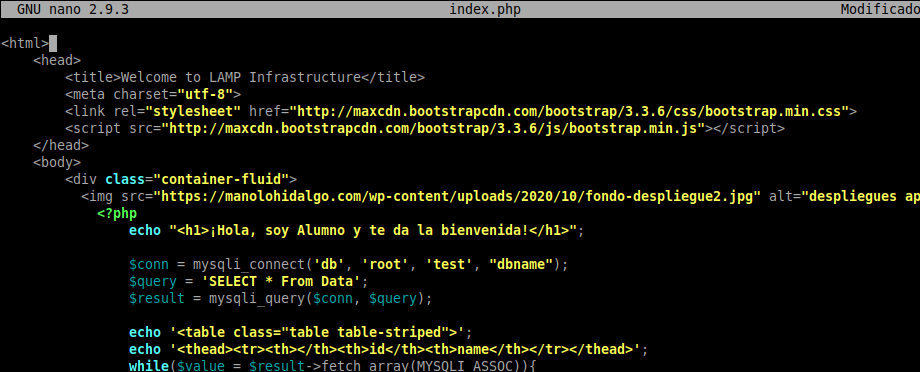 GNU nano 2.9.3 index.php Modificado
<html>
<head>
<title>Welcome to LAMP Infrastructure</title>
<meta charset="utf-8">
<link rel="stylesheet" href="http://maxcdn.bootstrapcdn.com/bootstrap/3.3.6/css/bootstrap.min.css">
<script src="http://maxcdn.bootstrapcdn.com/bootstrap/3.3.6/js/bootstrap.min.js"></script>
</head>
<body>
<div class="container-fluid">
<img src="https://manolohidalgo.com/wp-content/uploads/2020/10/fondo-despliegue2.jpg" alt="despliegues ap
<?php
echo "<h1>¡Hola, soy Alumno y te da la bienvenida!</h1>";
$conn = mysqli_connect('db', 'root', 'test', "dbname");
$query = 'SELECT * From Data';
$result = mysqli_query($conn, $query);
echo '<table class="table table-striped">';
echo '<thead><tr><th></th><th>id</th><th>name</th></tr></thead>';
while($value = $result->fetch_array(MYSQLI_ASSOC)){